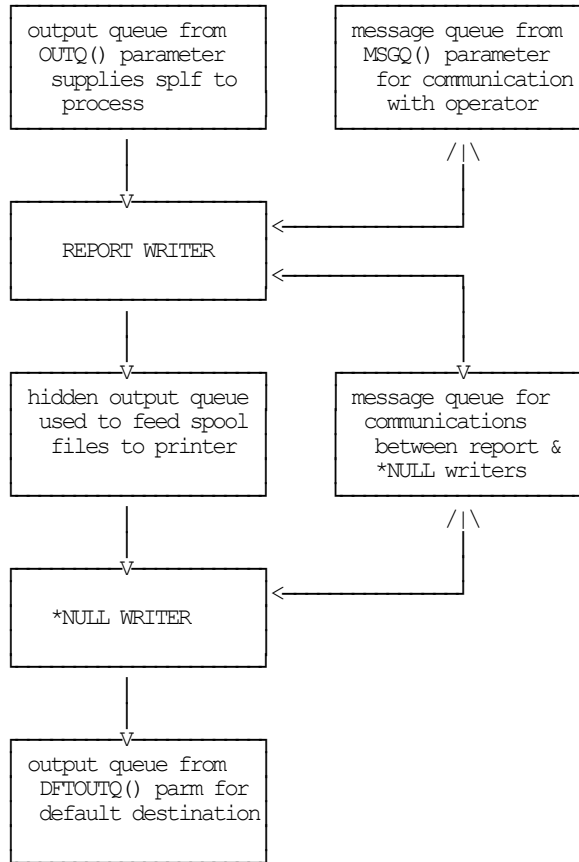 output queue from
OUTQ() parameter
supplies splf to
process
message queue from
MSGQ() parameter
for communication
with operator
REPORT WRITER
hidden output queue
used to feed spool
files to printer
message queue for
communications
between report &
*NULL writers
*NULL WRITER
output queue from
DFTOUTQ() parm for
default destination